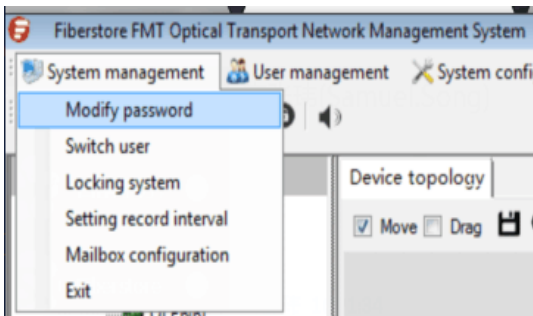 Fiberstore FMT Optical Transport Network Management System
System management User management System confi
Modify password
Switch user
Locking system
Setting record interval
Mailbox configuration
Exit
Device topology
Move Drag